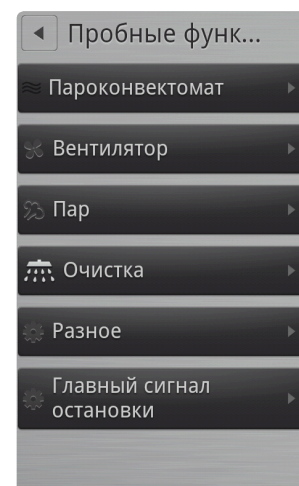 Пробные функ...
Пароконвектомат
Вентилятор
Пар
Очистка
Разное
Главный сигнал
остановки